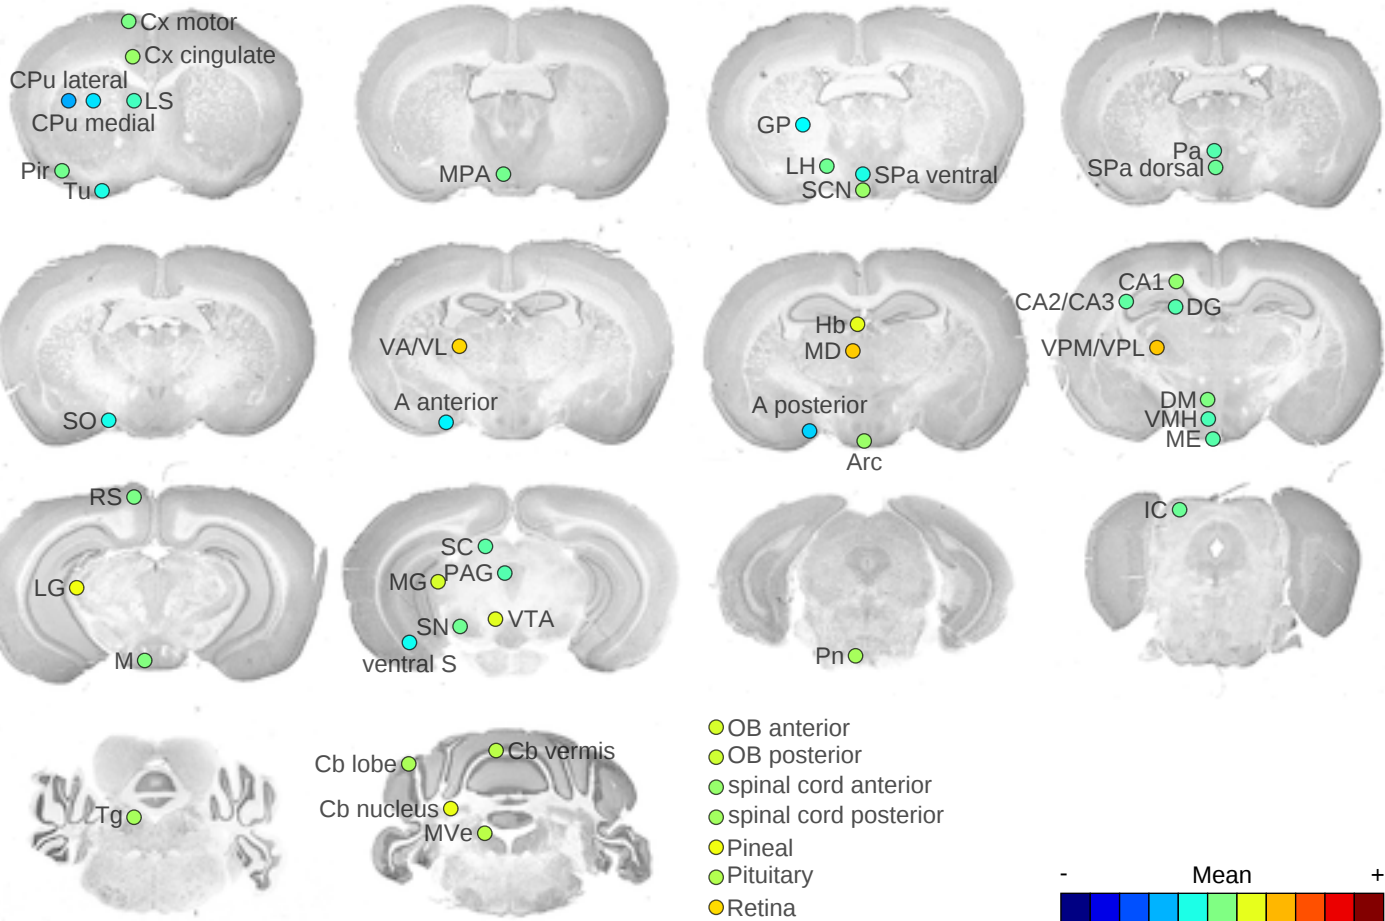 Cx motor
Cx cingulate
CPu lateral
LS
CPu medial
Pir
Tu
MPA
GP
LH
SPa ventral
SCN
Pa
SPa dorsal
SO
VA/VL
A anterior
Hb
MD
A posterior
Arc
CA1
CA2/CA3
DG
VPM/VPL
DM
VMH
ME
RS
LG
M
SC
PAG
MG
VTA
SN
ventral S
Pn
IC
Tg
Cb vermis
Cb lobe
Cb nucleus
MVe
OB anterior
OB posterior
spinal cord anterior
spinal cord posterior
Pineal
Pituitary
Retina
- Mean +